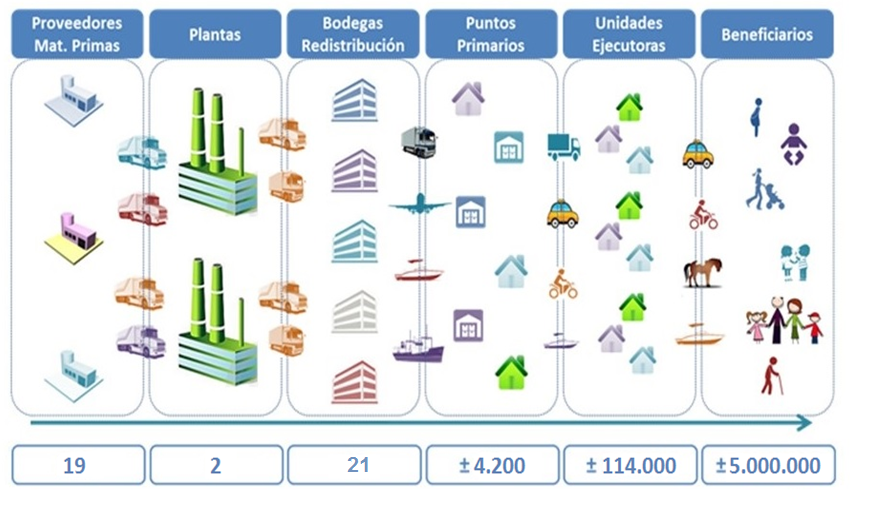 Proveedores
Mat. Primas
Plantas
Bodegas
Redistribución
Puntos
Primarios
Unidades
Ejecutoras
Beneficiarios
19
2
21
± 4.200
± 114.000
± 5.000.000